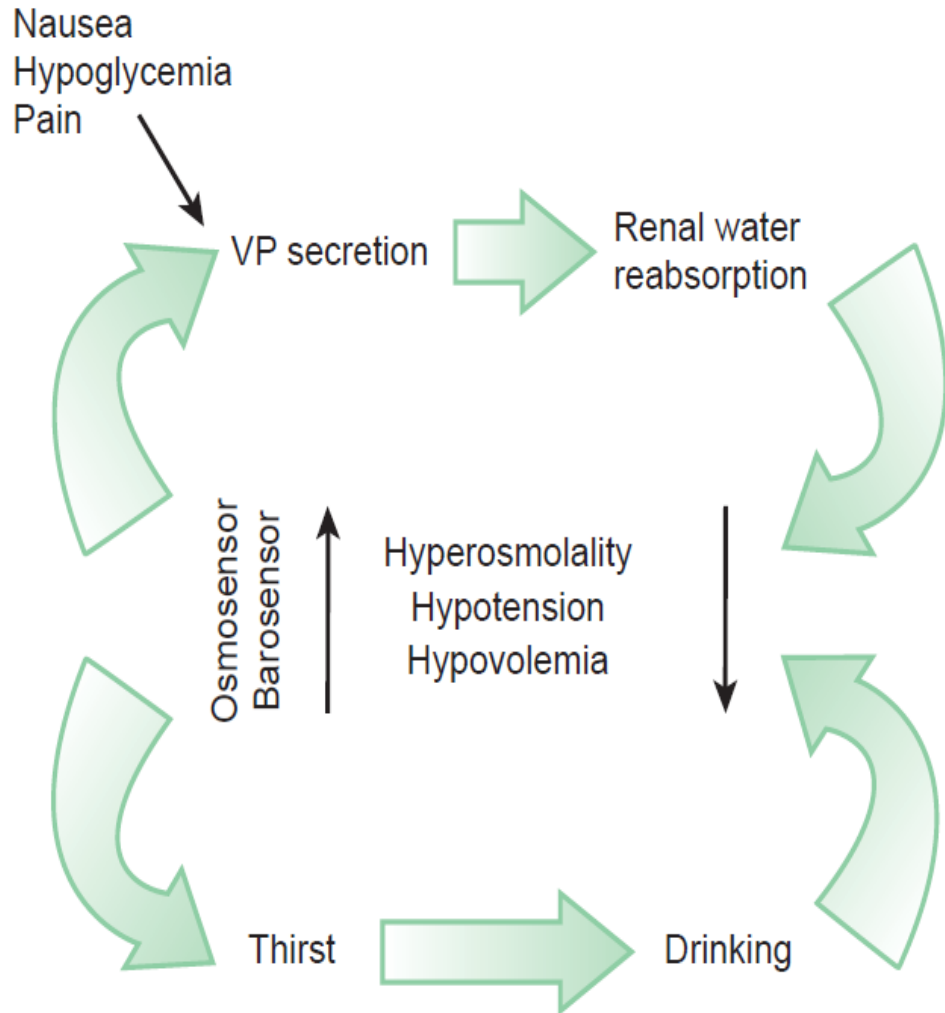 Nausea
Hypoglycemia
Pain
VP secretion
Renal water
reabsorption
Osmosensor
Barosensor
Hyperosmolality
Hypotension
Hypovolemia
Thirst
Drinking